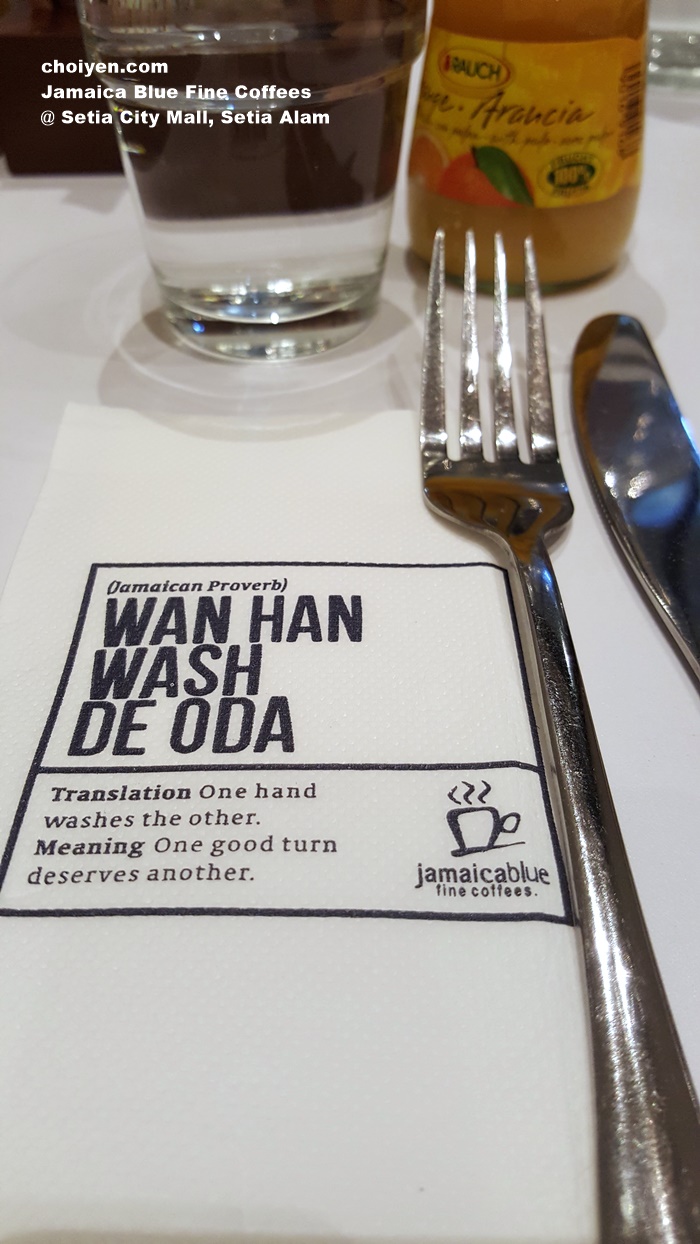 choiyen.com
Jamaica Blue Fine Coffees
@ Setia City Mall, Setia Alam
RAUCH
Arancia
100%
(Jamaican Proverb)
WAN HAN
WASH
DE ODA
Translation One hand
washes the other.
Meaning One good turn
deserves another.
jamaicablue
fine coffees.